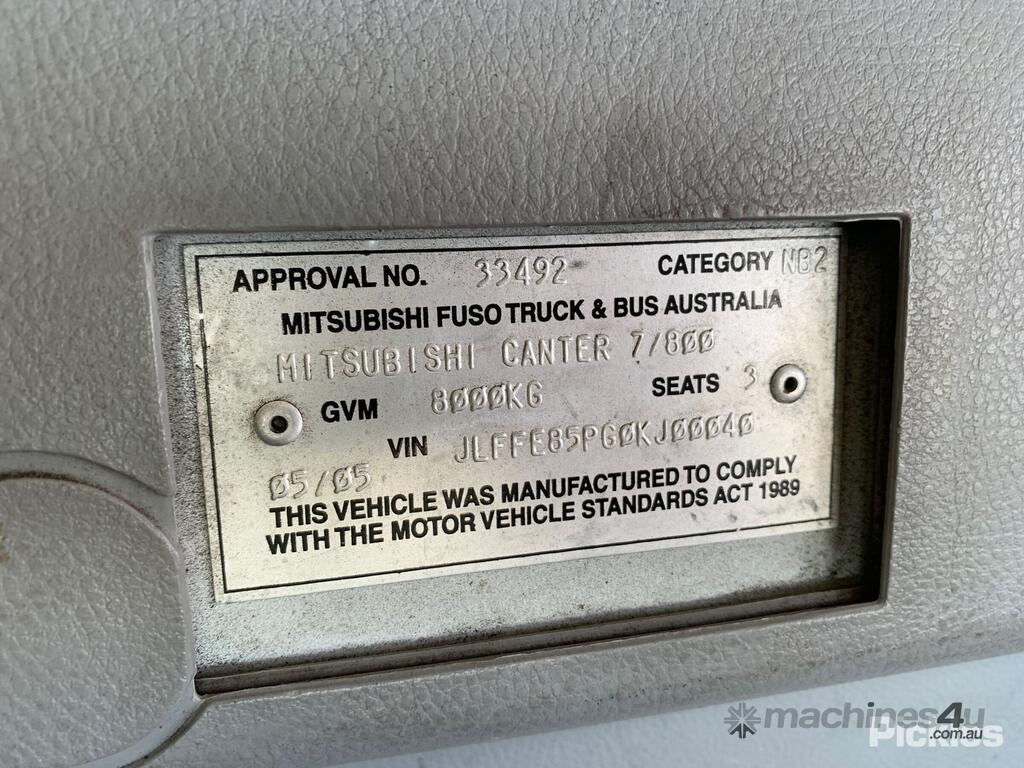 APPROVAL NO. 33492 CATEGORY NB2
MITSUBISHI FUSO TRUCK & BUS AUSTRALIA
MITSUBISHI CANTER 7/800
GVM 8000KG SEATS 3
VIN JLFFE85PG0KJ00040
05/05
THIS VEHICLE WAS MANUFACTURED TO COMPLY
WITH THE MOTOR VEHICLE STANDARDS ACT 1989
machines4u
.com.au
Pickles